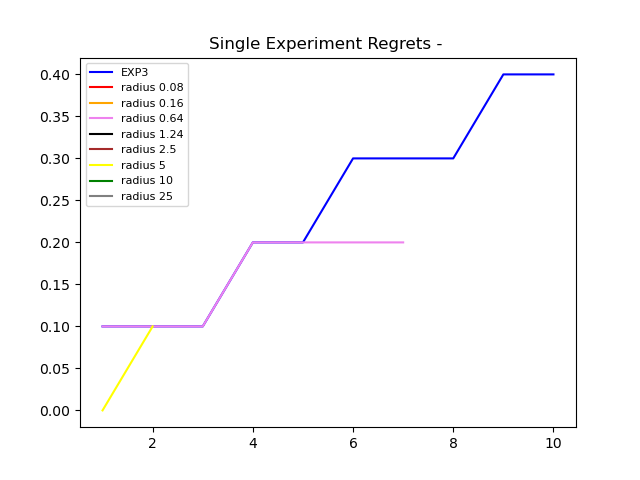 Single Experiment Regrets -
0.40
0.35
0.30
0.25
0.20
0.15
0.10
0.05
0.00
EXP3
radius 0.08
radius 0.16
radius 0.64
radius 1.24
radius 2.5
radius 5
radius 10
radius 25
2
4
6
8
10